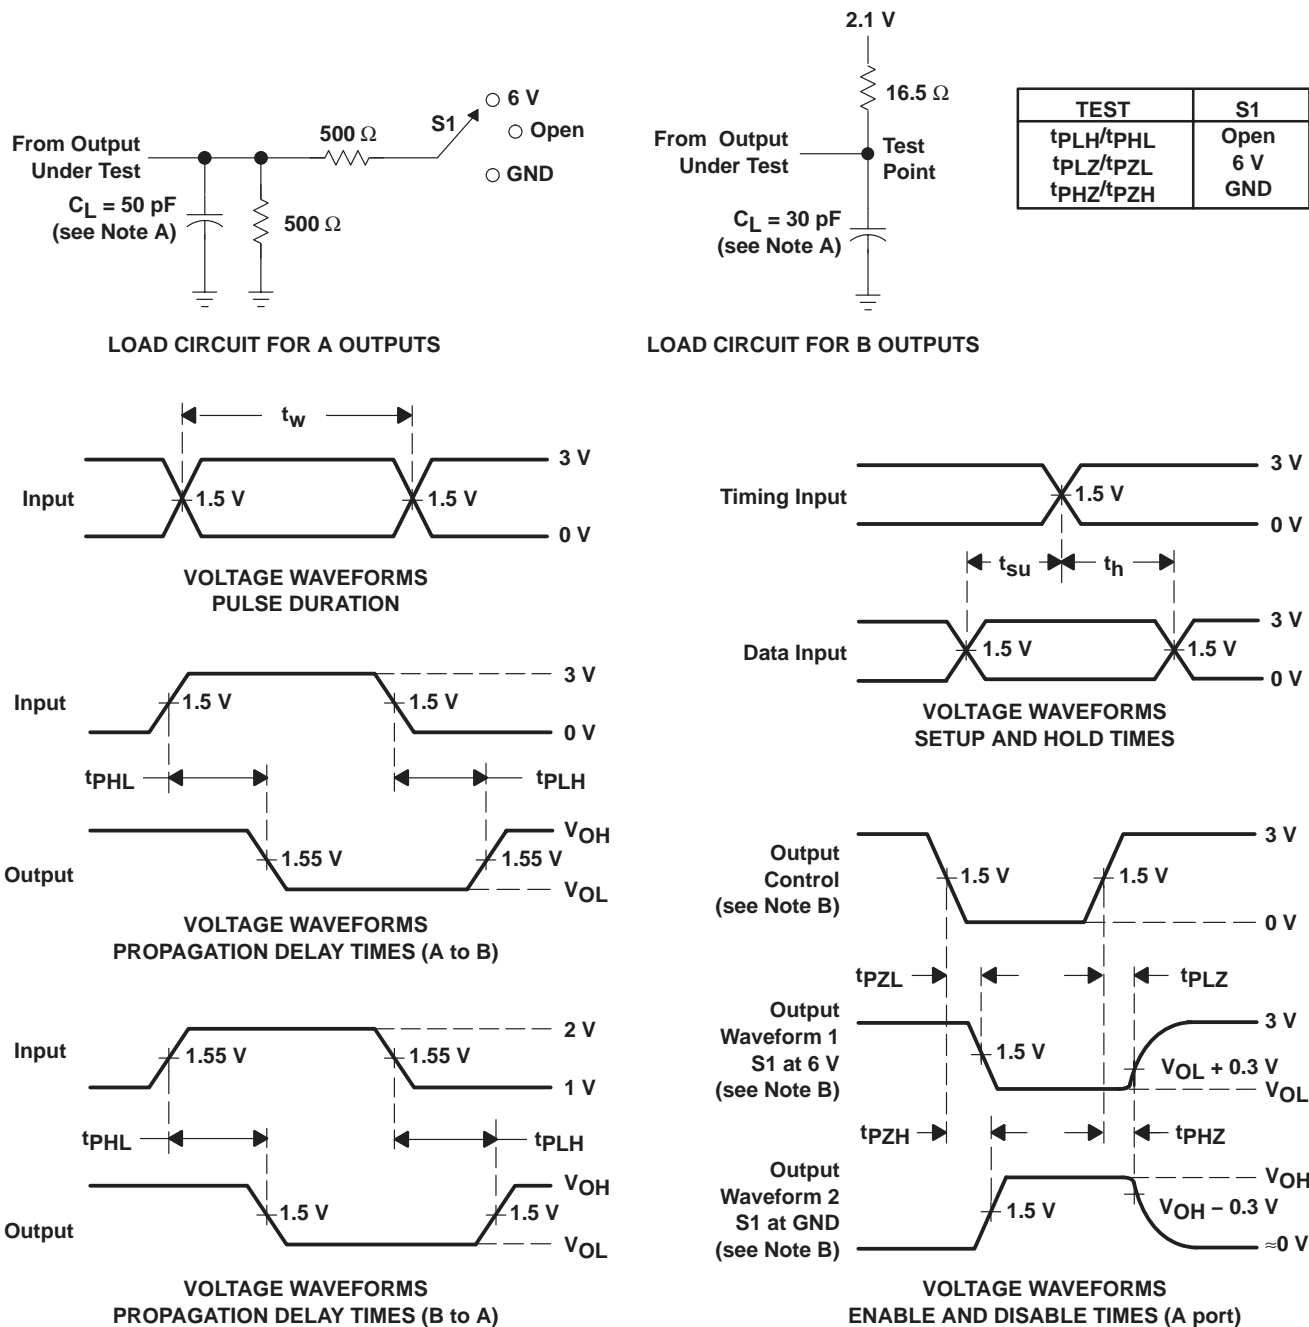 2.1 V
16.5 Ω
From Output
Under Test
Test
Point
C_L = 30 pF
(see Note A)
LOAD CIRCUIT FOR B OUTPUTS
6 V
Open
GND
S1
500 Ω
From Output
Under Test
C_L = 50 pF
(see Note A)
500 Ω
LOAD CIRCUIT FOR A OUTPUTS
TEST S1
tPLH/tPHL Open
tPLZ/tPZL 6 V
tPHZ/tPZH GND
tw
Input
3 V
1.5 V
1.5 V
0 V
VOLTAGE WAVEFORMS
PULSE DURATION
Timing Input
3 V
1.5 V
0 V
tsu
th
Data Input
3 V
1.5 V
1.5 V
0 V
VOLTAGE WAVEFORMS
SETUP AND HOLD TIMES
Input
3 V
1.5 V
1.5 V
0 V
tPHL
tPLH
Output
VOH
1.55 V
1.55 V
VOL
VOLTAGE WAVEFORMS
PROPAGATION DELAY TIMES (A to B)
Input
2 V
1.55 V
1.55 V
1 V
tPHL
tPLH
Output
VOH
1.5 V
1.5 V
VOL
VOLTAGE WAVEFORMS
PROPAGATION DELAY TIMES (B to A)
Output
Control
(see Note B)
3 V
1.5 V
1.5 V
0 V
tPZL
tPLZ
Output
Waveform 1
S1 at 6 V
(see Note B)
3 V
1.5 V
VOL + 0.3 V
VOL
tPZH
tPHZ
Output
Waveform 2
S1 at GND
(see Note B)
VOH
1.5 V
VOH − 0.3 V
≈0 V
VOLTAGE WAVEFORMS
ENABLE AND DISABLE TIMES (A port)